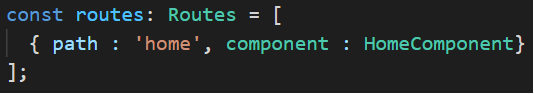 const routes: Routes = [
{ path : 'home', component : HomeComponent}
];